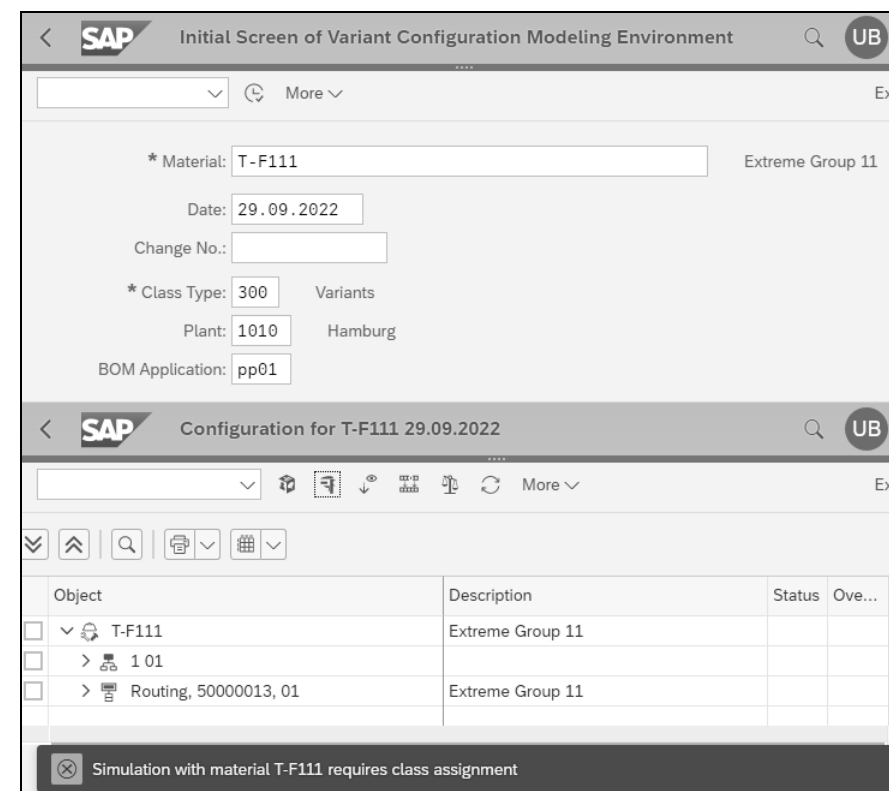 SAP Initial Screen of Variant Configuration Modeling Environment UB
More Ex
* Material: T-F111 Extreme Group 11
Date: 29.09.2022
Change No.:
* Class Type: 300 Variants
Plant: 1010 Hamburg
BOM Application: pp01
SAP Configuration for T-F111 29.09.2022 UB
More Ex
Object Description Status Ove...
T-F111 Extreme Group 11
1 01
Routing, 50000013, 01 Extreme Group 11
Simulation with material T-F111 requires class assignment